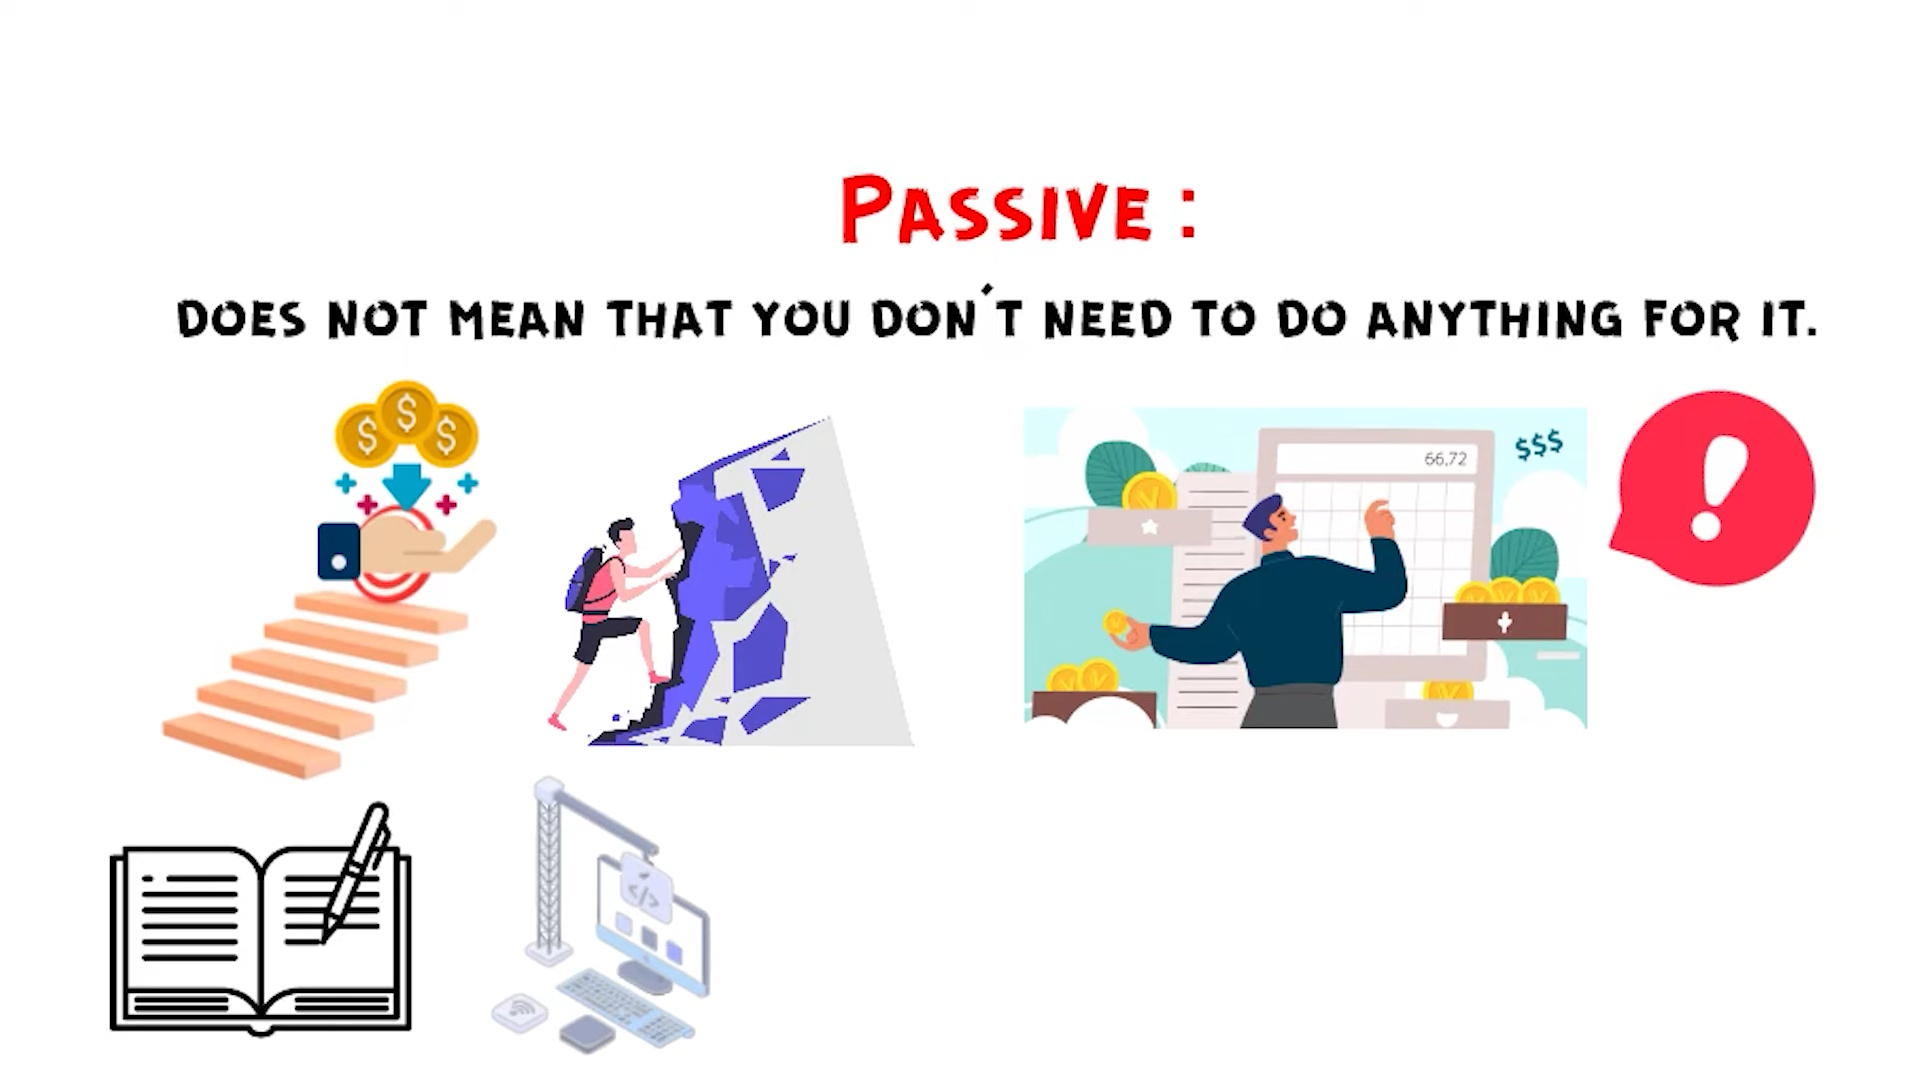 PASSIVE :
DOES NOT MEAN THAT YOU DON'T NEED TO DO ANYTHING FOR IT.
$ $ $
66,72
$$$
</>